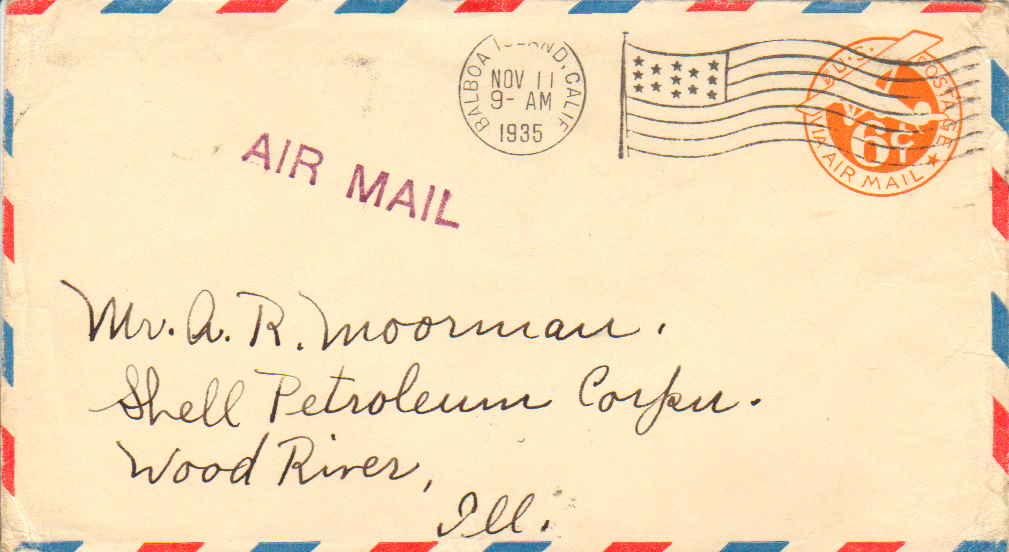 BALBOA ISLAND, CALIF
NOV 11
9- AM
1935
U.S. POSTAGE
6¢
VIA AIR MAIL
AIR MAIL
Mr. A. R. Moorman.
Shell Petroleum Corpn.
Wood River,
Ill.